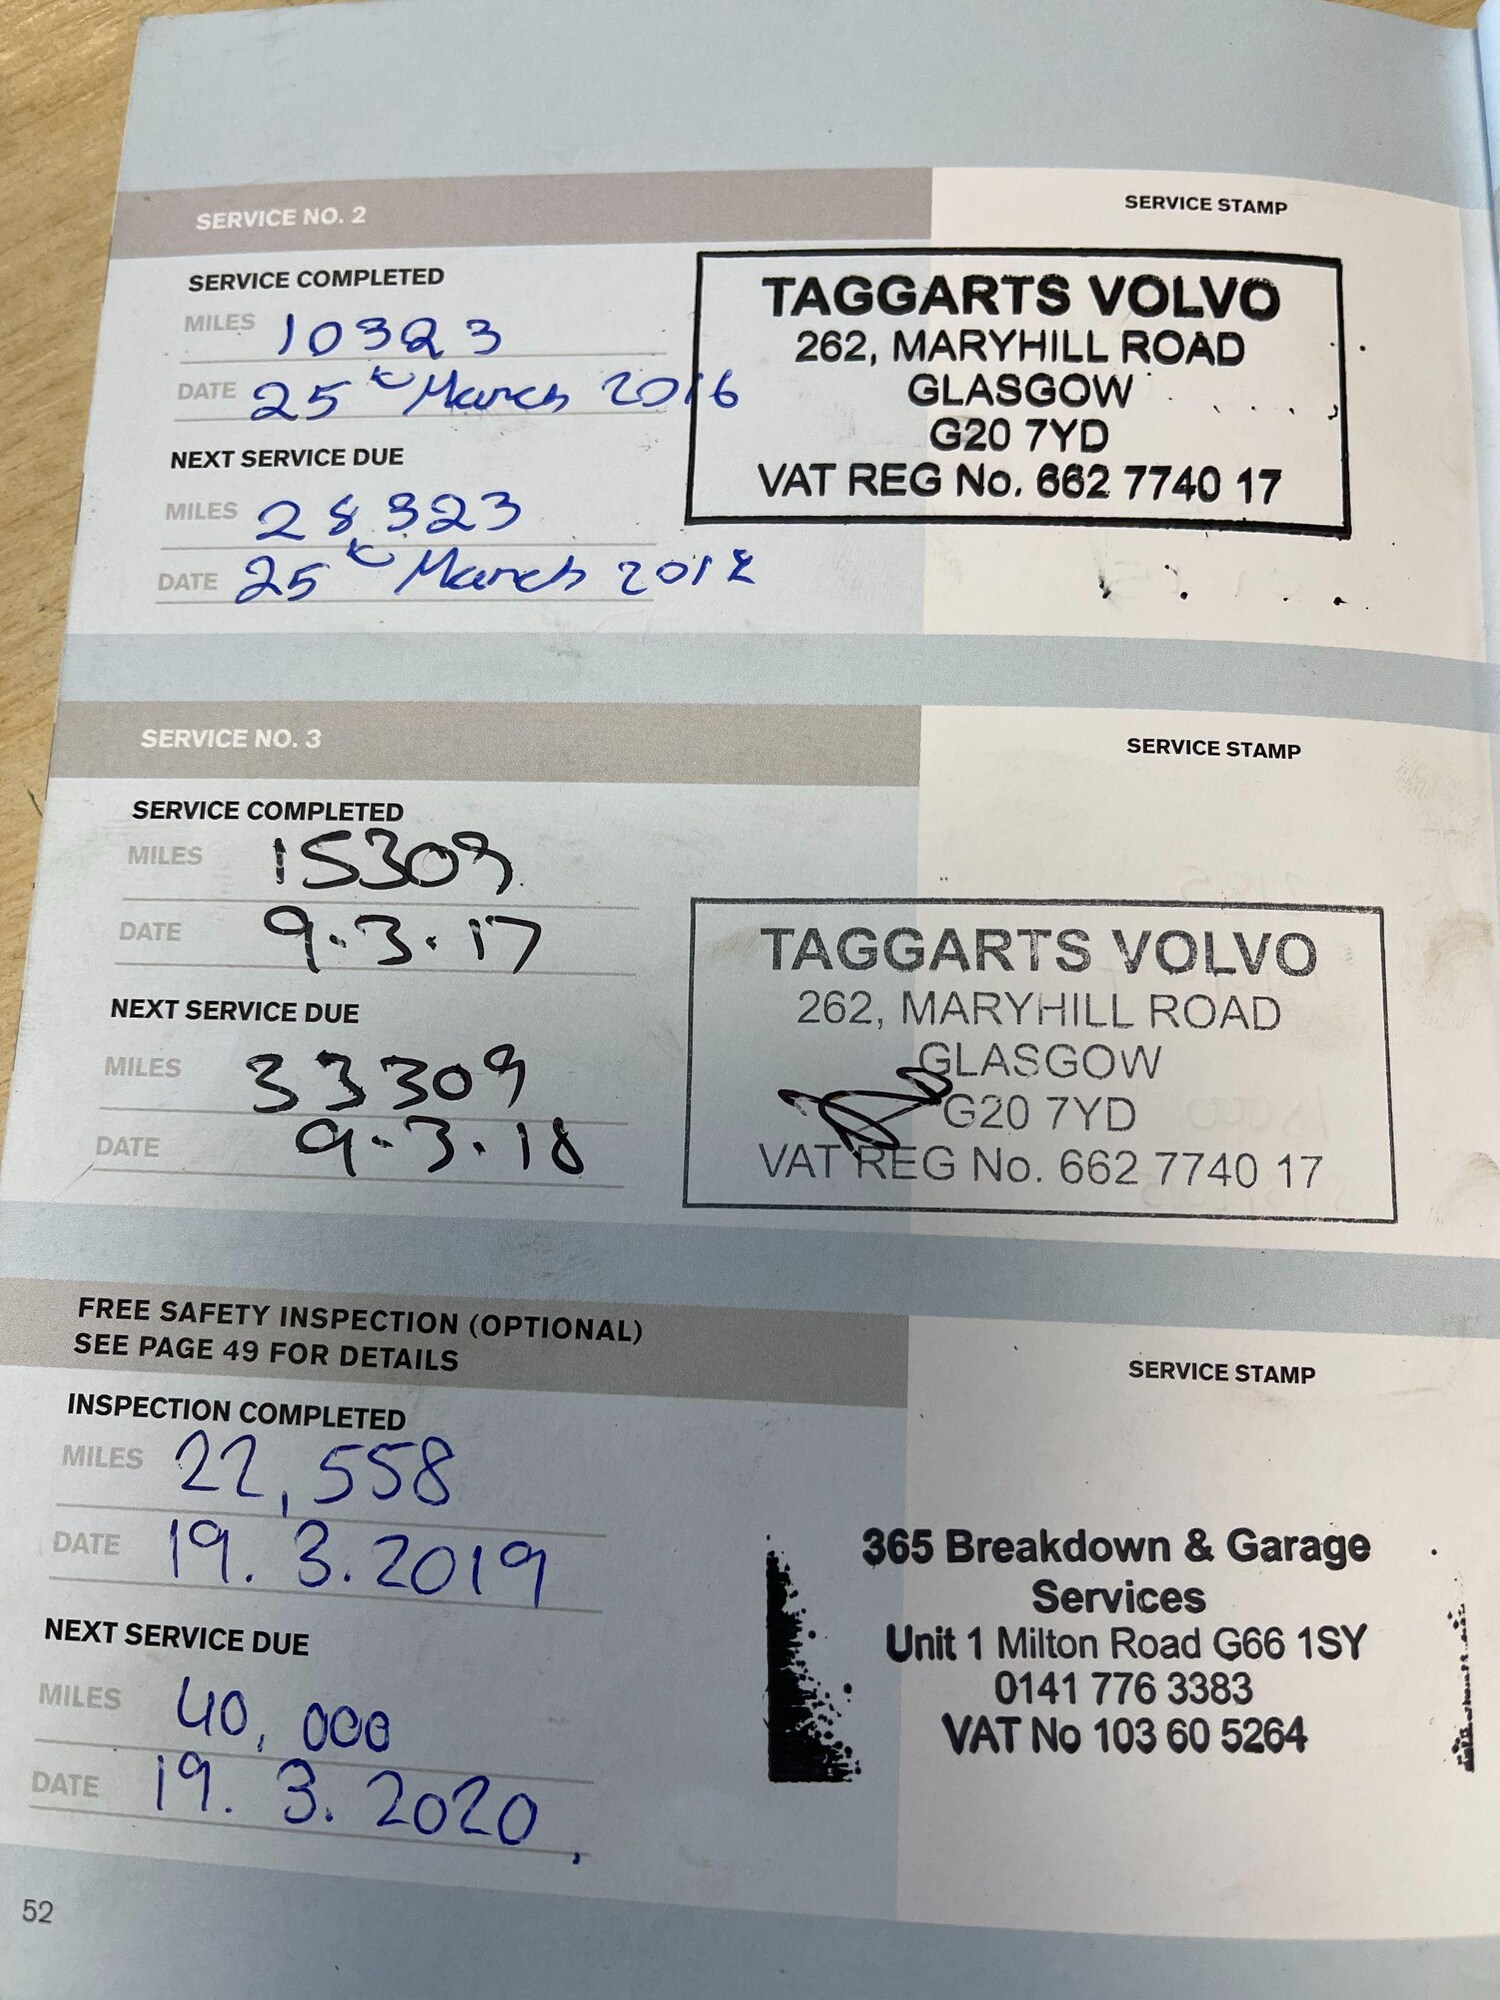 SERVICE NO. 2
SERVICE STAMP
SERVICE COMPLETED
MILES 10323
DATE 25th March 2016
NEXT SERVICE DUE
MILES 28323
DATE 25th March
TAGGARTS VOLVO
262, MARYHILL ROAD
GLASGOW
G20 7YD
VAT REG No. 662 7740 17
SERVICE NO. 3
SERVICE STAMP
SERVICE COMPLETED
MILES 15309
DATE 9.3.17
NEXT SERVICE DUE
MILES 33309
DATE 9.3.18
TAGGARTS VOLVO
262, MARYHILL ROAD
GLASGOW
G20 7YD
VAT REG No. 662 7740 17
FREE SAFETY INSPECTION (OPTIONAL)
SEE PAGE 49 FOR DETAILS
SERVICE STAMP
INSPECTION COMPLETED
MILES 22,558
DATE 19.3.2019
NEXT SERVICE DUE
MILES 40,000
DATE 19.3.2020
365 Breakdown & Garage
Services
Unit 1 Milton Road G66 1SY
0141 776 3383
VAT No 103 60 5264
52